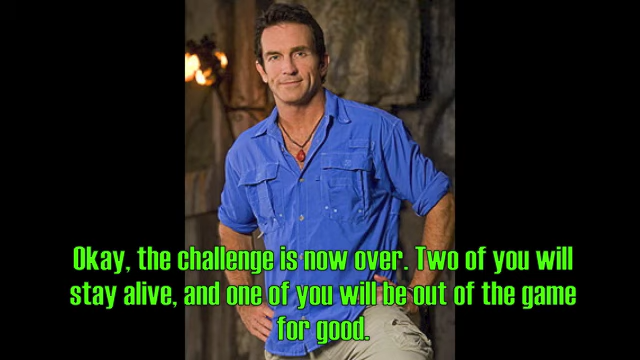 Okay, the challenge is now over. Two of you will
stay alive, and one of you will be out of the game
for good.